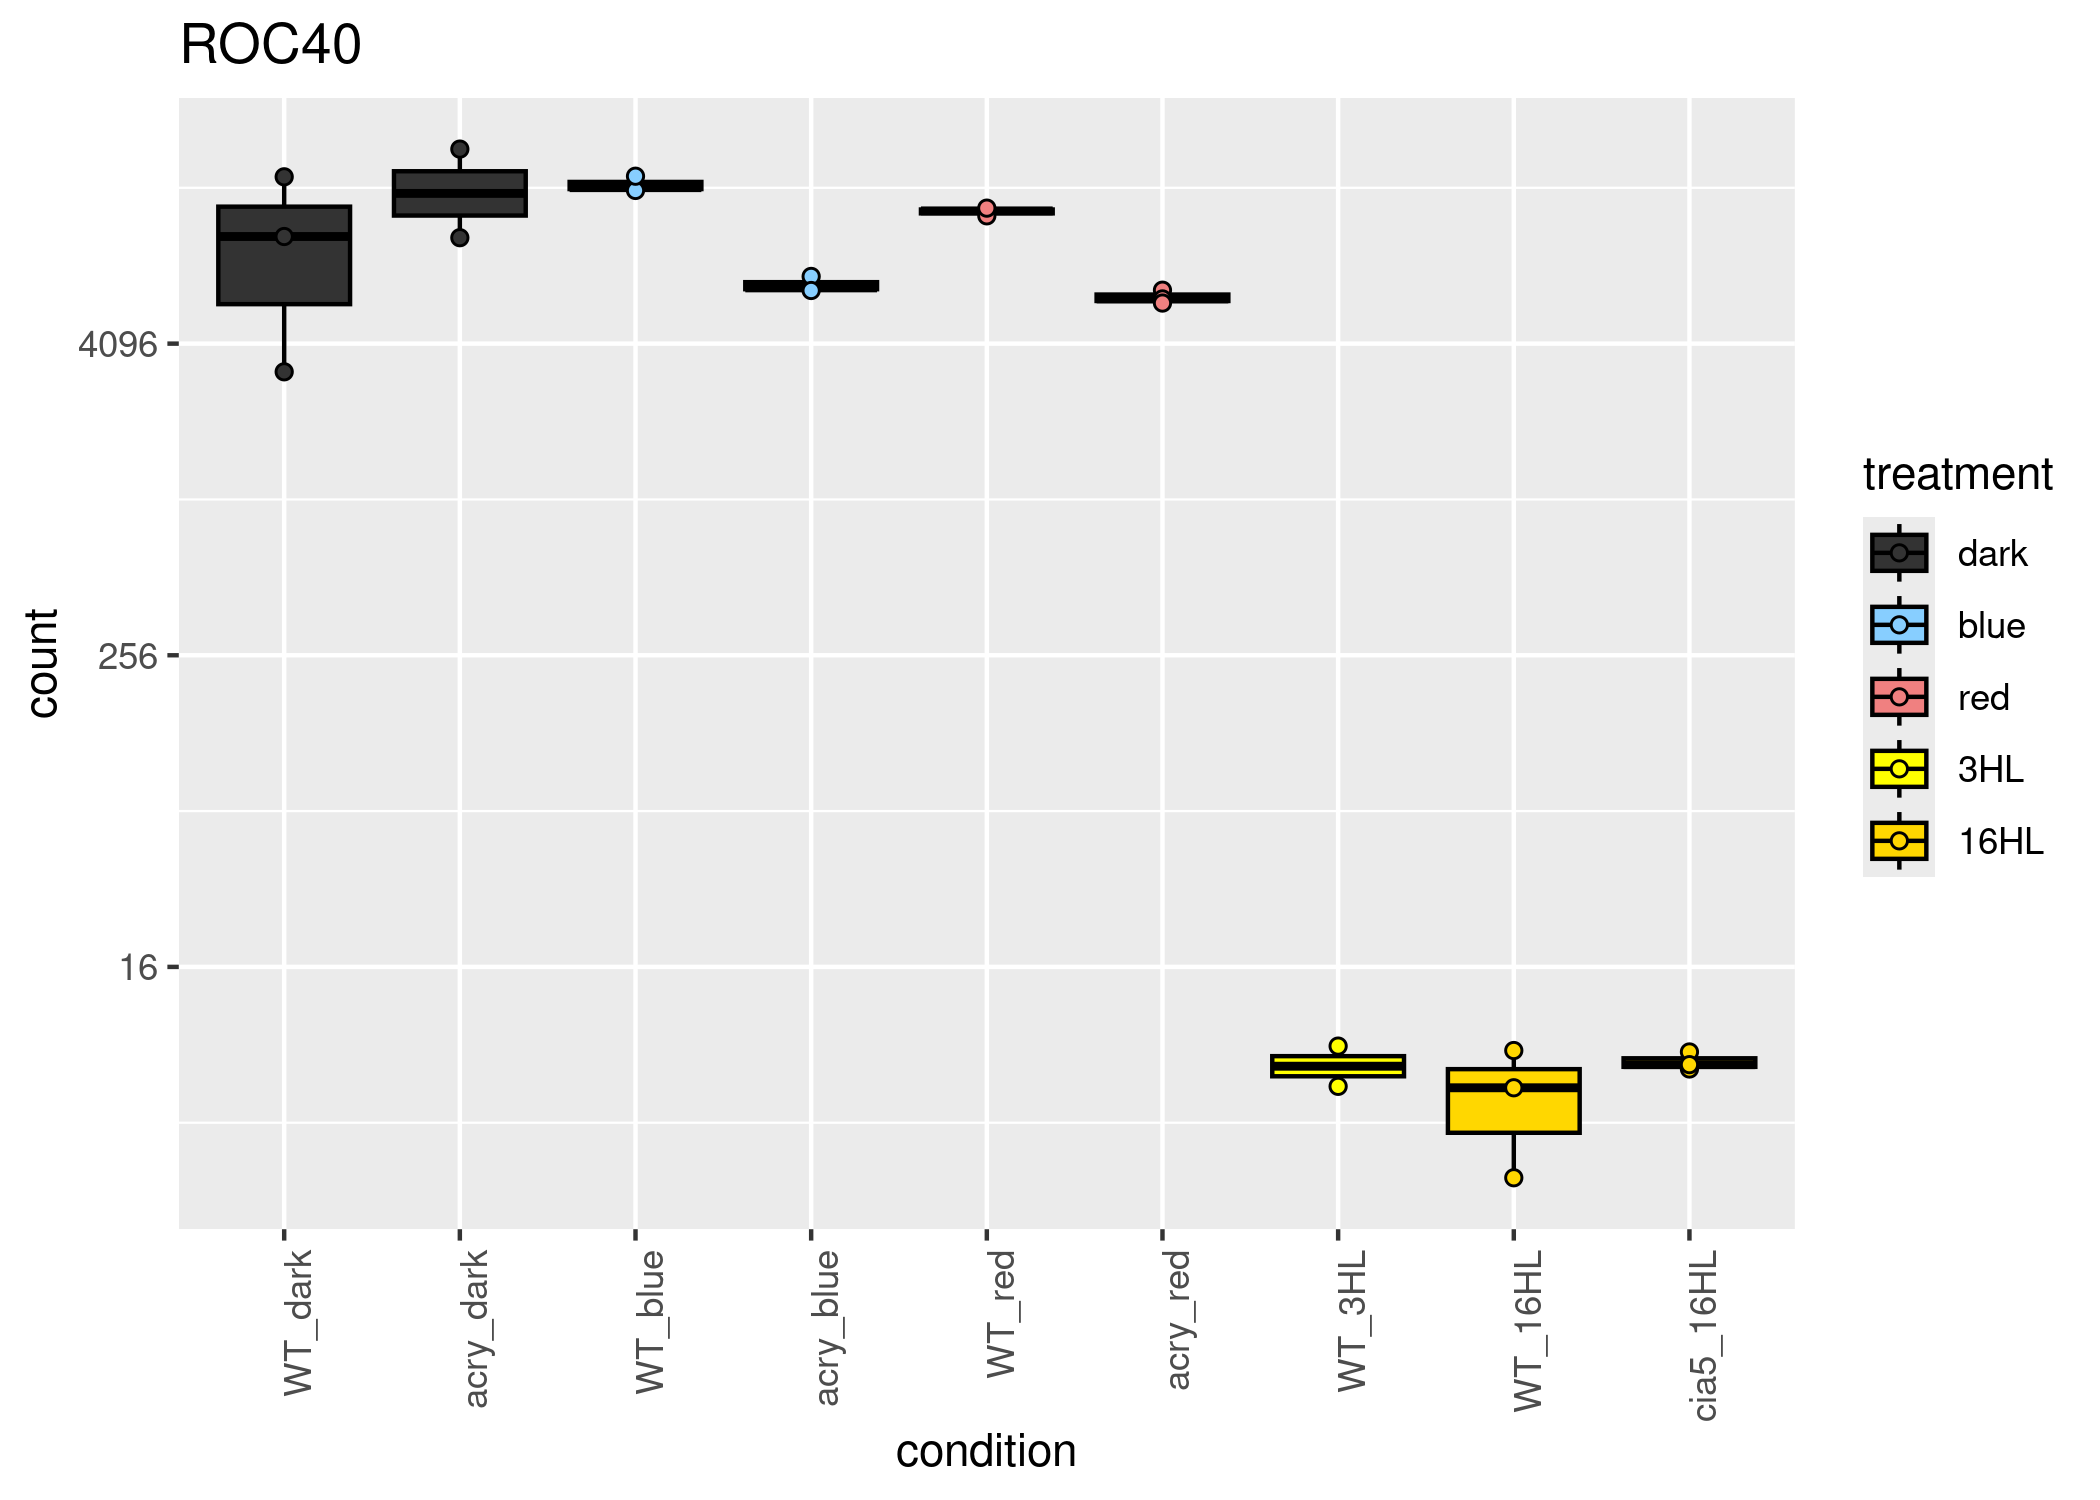 ROC40
count
4096
256
16
WT_dark
acry_dark
WT_blue
acry_blue
WT_red
acry_red
WT_3HL
WT_16HL
cia5_16HL
condition
treatment
dark
blue
red
3HL
16HL